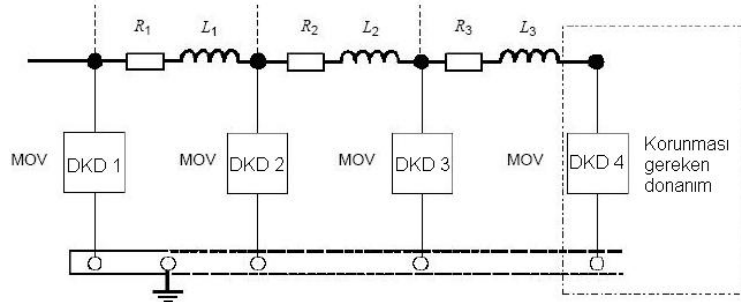 R1 L1 R2 L2 R3 L3
MOV DKD 1 MOV DKD 2 MOV DKD 3 MOV DKD 4
Korunması
gereken
donanım